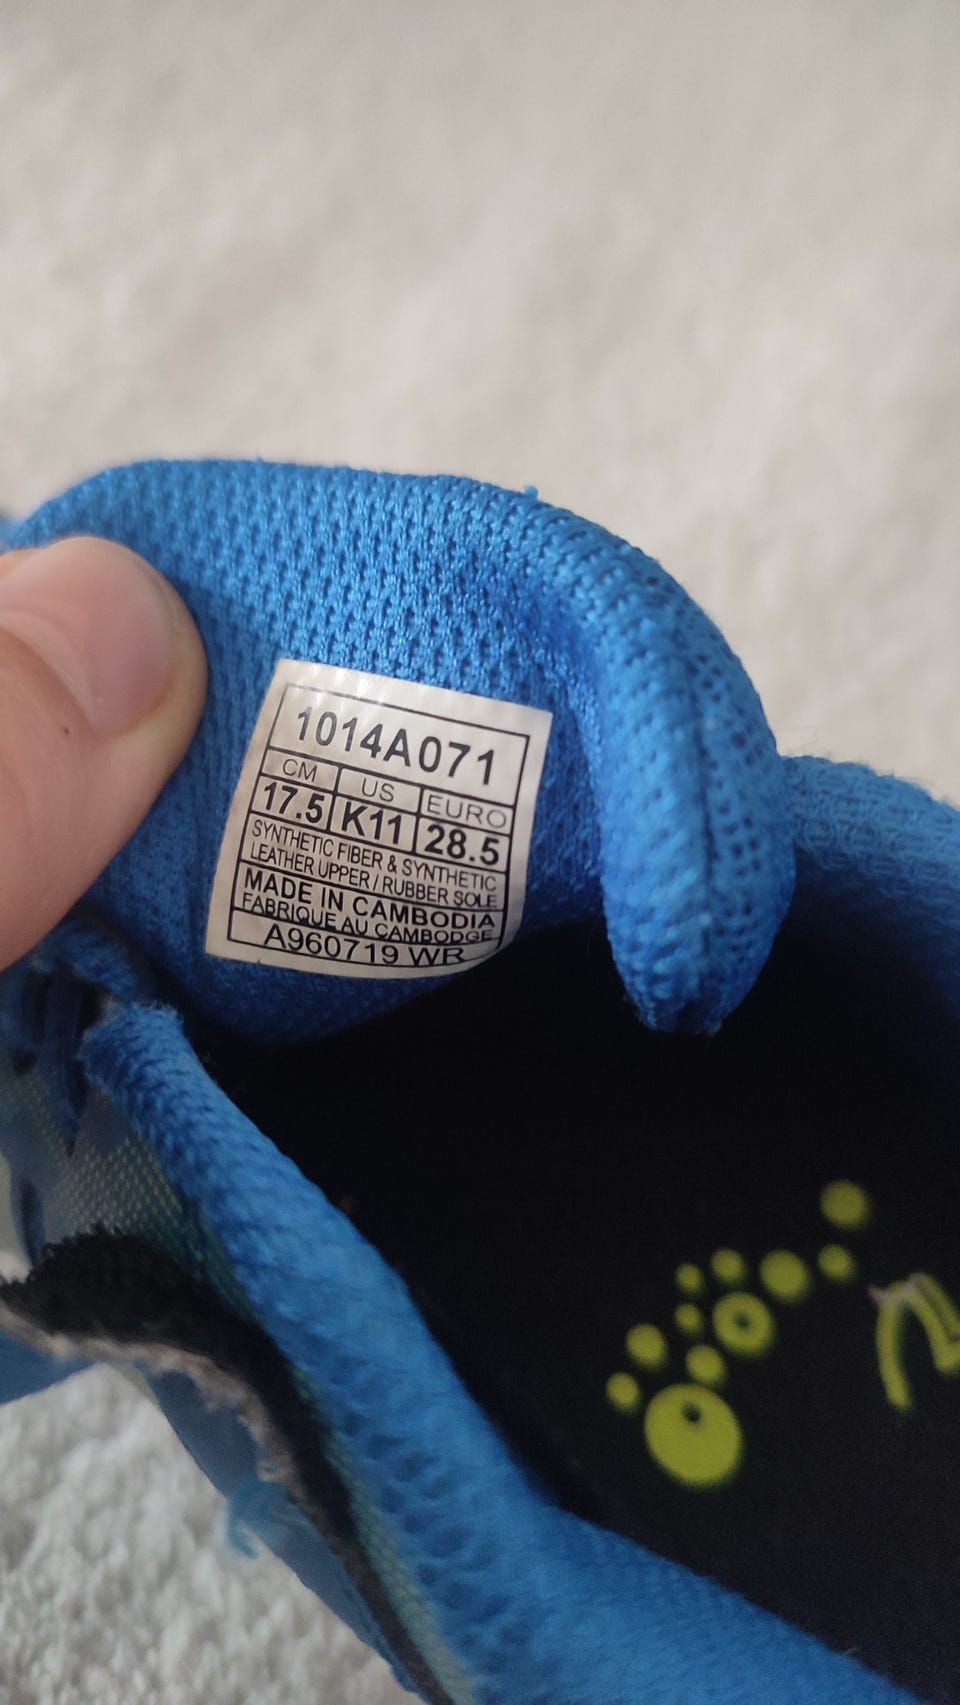 1014A071
CM US EURO
17.5 K11 28.5
SYNTHETIC FIBER & SYNTHETIC
LEATHER UPPER / RUBBER SOLE
MADE IN CAMBODIA
FABRIQUE AU CAMBODGE
A960719 WR